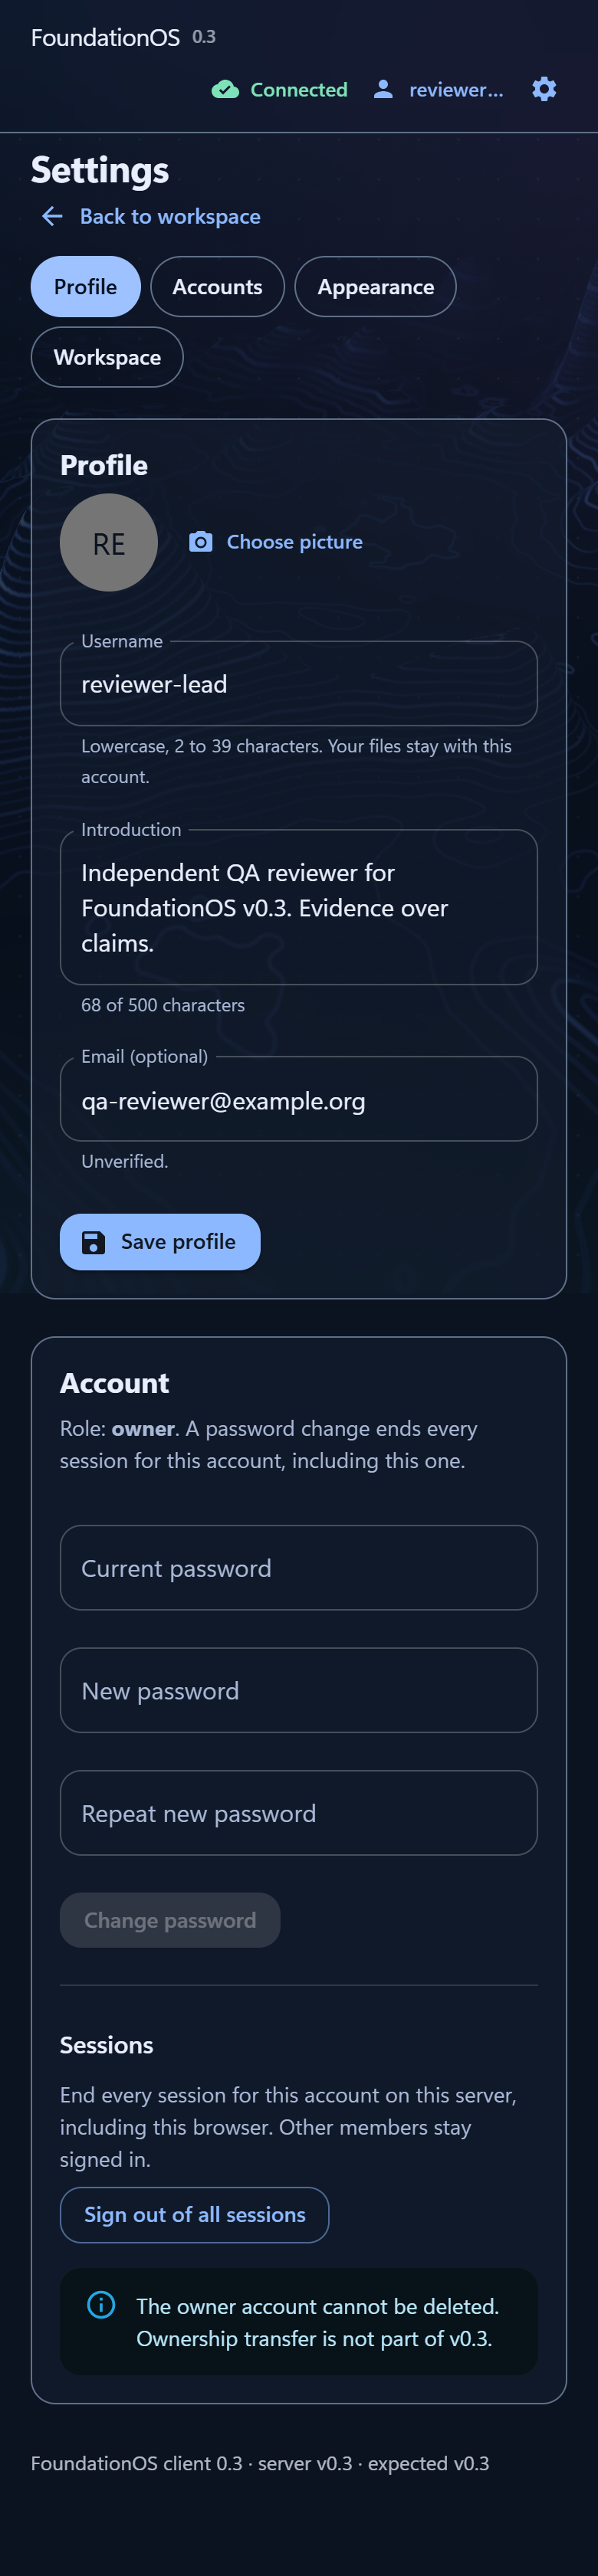 FoundationOS 0.3
Connected reviewer...
Settings
Back to workspace
Profile Accounts Appearance
Workspace
Profile
RE
Choose picture
Username
reviewer-lead
Lowercase, 2 to 39 characters. Your files stay with this
account.
Introduction
Independent QA reviewer for
FoundationOS v0.3. Evidence over
claims.
68 of 500 characters
Email (optional)
qa-reviewer@example.org
Unverified.
Save profile
Account
Role: owner. A password change ends every
session for this account, including this one.
Current password
New password
Repeat new password
Change password
Sessions
End every session for this account on this server,
including this browser. Other members stay
signed in.
Sign out of all sessions
The owner account cannot be deleted.
Ownership transfer is not part of v0.3.
FoundationOS client 0.3 · server v0.3 · expected v0.3